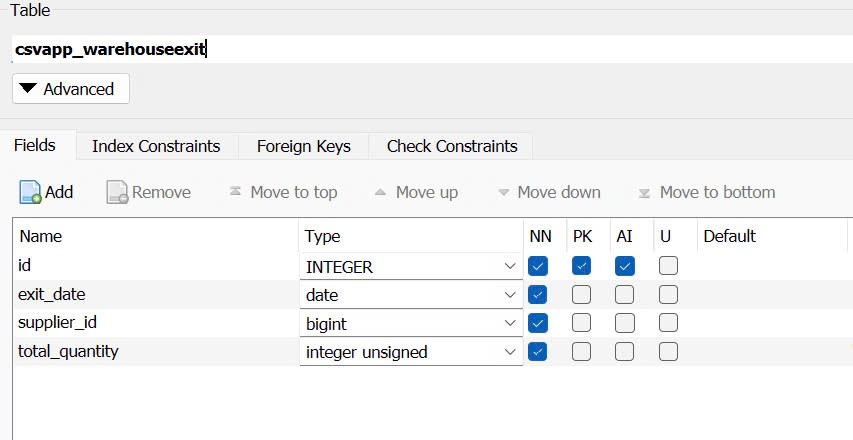 Table
csvapp_warehouseexit
Advanced
Fields Index Constraints Foreign Keys Check Constraints
Add Remove Move to top Move up Move down Move to bottom
Name Type NN PK AI U Default
id INTEGER
exit_date date
supplier_id bigint
total_quantity integer unsigned